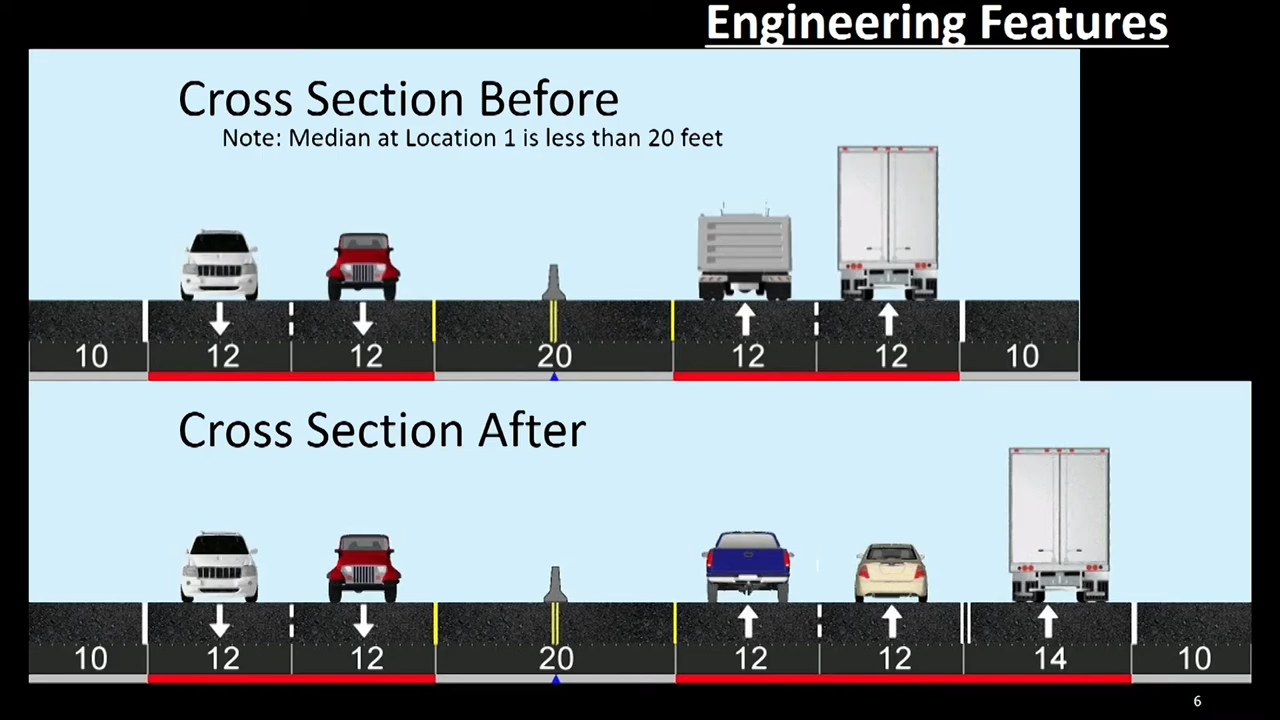 Engineering Features
Cross Section Before
Note: Median at Location 1 is less than 20 feet
10 12 12 20 12 12 10
Cross Section After
10 12 12 20 12 12 14 10
6